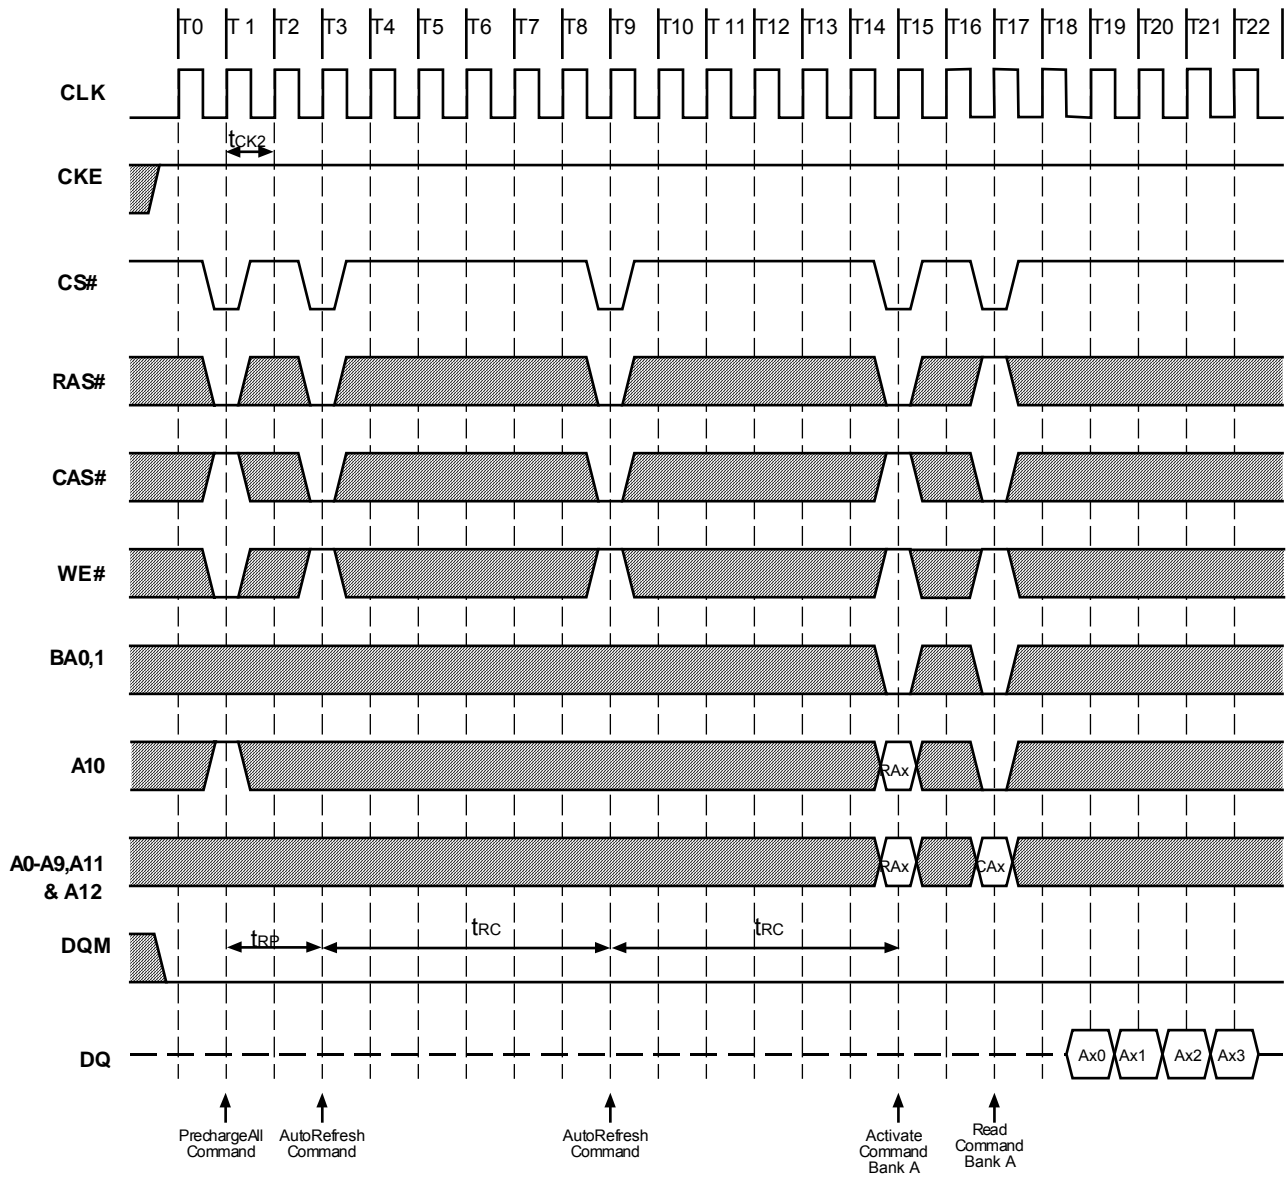 T0 T 1 T2 T3 T4 T5 T6 T7 T8 T9 T10 T 11 T12 T13 T14 T15 T16 T17 T18 T19 T20 T21 T22
CLK
tCK2
CKE
CS#
RAS#
CAS#
WE#
BA0,1
A10
RAx
A0-A9,A11
& A12
RAx CAx
DQM
tRP tRC tRC
DQ
Ax0 Ax1 Ax2 Ax3
PrechargeAll
Command
AutoRefresh
Command
AutoRefresh
Command
Activate
Command
Bank A
Read
Command
Bank A